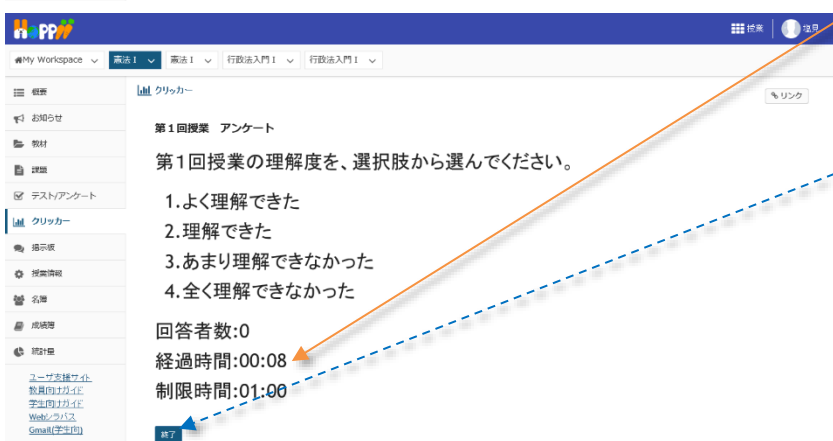 HoPPii
授業
塩見
My Workspace
憲法Ⅰ
憲法Ⅰ
行政法入門Ⅰ
行政法入門Ⅰ
概要
お知らせ
教材
課題
テスト/アンケート
クリッカー
掲示板
授業情報
名簿
成績簿
統計量
ユーザ支援サイト
教員向けガイド
学生向けガイド
Webシラバス
Gmail(学生向)
クリッカー
リンク
第1回授業 アンケート
第1回授業の理解度を、選択肢から選んでください。
1.よく理解できた
2.理解できた
3.あまり理解できなかった
4.全く理解できなかった
回答者数:0
経過時間:00:08
制限時間:01:00
終了